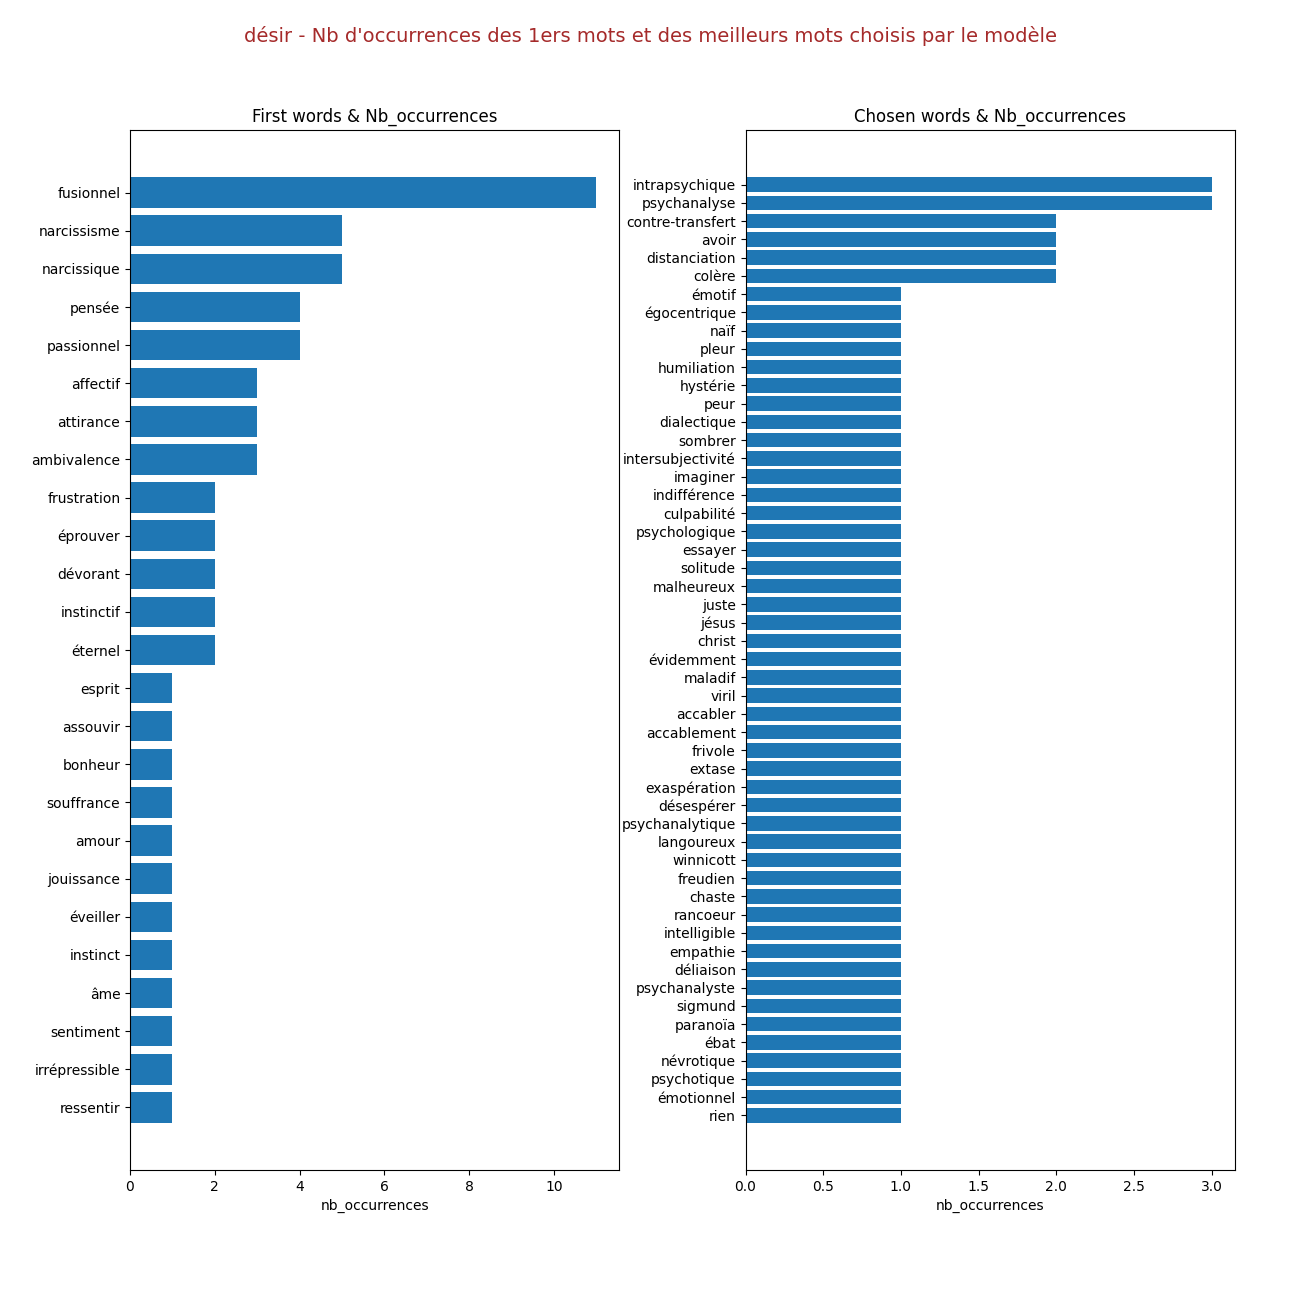 désir - Nb d'occurrences des 1ers mots et des meilleurs mots choisis par le modèle
First words & Nb_occurrences
fusionnel
narcissisme
narcissique
pensée
passionnel
affectif
attirance
ambivalence
frustration
éprouver
dévorant
instinctif
éternel
esprit
assouvir
bonheur
souffrance
amour
jouissance
éveiller
instinct
âme
sentiment
irrépressible
ressentir
0 2 4 6 8 10
nb_occurrences
Chosen words & Nb_occurrences
intrapsychique
psychanalyse
contre-transfert
avoir
distanciation
colère
émotif
égocentrique
naïf
pleur
humiliation
hystérie
peur
dialectique
sombrer
intersubjectivité
imaginer
indifférence
culpabilité
psychologique
essayer
solitude
malheureux
juste
jésus
christ
évidemment
maladif
viril
accabler
accablement
frivole
extase
exaspération
désespérer
psychanalytique
langoureux
winnicott
freudien
chaste
rancoeur
intelligible
empathie
déliaison
psychanalyste
sigmund
paranoïa
ébat
névrotique
psychotique
émotionnel
rien
0.0 0.5 1.0 1.5 2.0 2.5 3.0
nb_occurrences